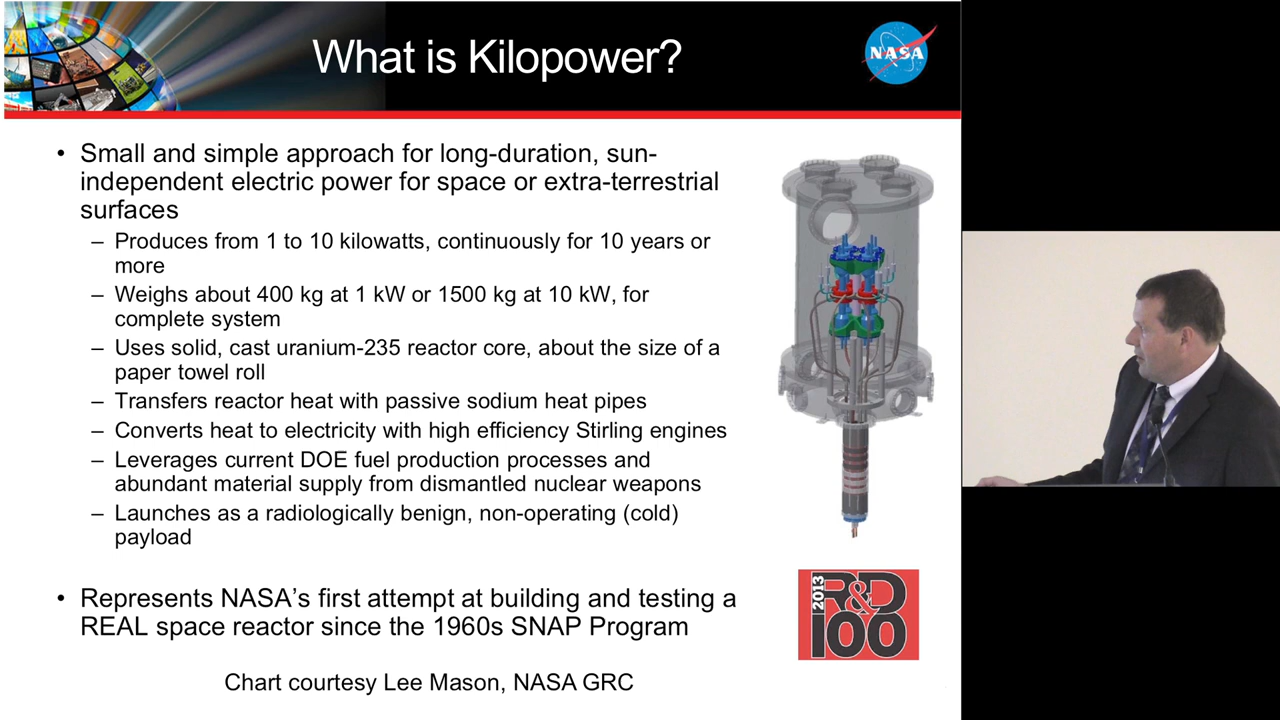 What is Kilopower?
NASA
• Small and simple approach for long-duration, sun-
independent electric power for space or extra-terrestrial
surfaces
– Produces from 1 to 10 kilowatts, continuously for 10 years or
more
– Weighs about 400 kg at 1 kW or 1500 kg at 10 kW, for
complete system
– Uses solid, cast uranium-235 reactor core, about the size of a
paper towel roll
– Transfers reactor heat with passive sodium heat pipes
– Converts heat to electricity with high efficiency Stirling engines
– Leverages current DOE fuel production processes and
abundant material supply from dismantled nuclear weapons
– Launches as a radiologically benign, non-operating (cold)
payload
• Represents NASA’s first attempt at building and testing a
REAL space reactor since the 1960s SNAP Program
2013
R&D
100
Chart courtesy Lee Mason, NASA GRC